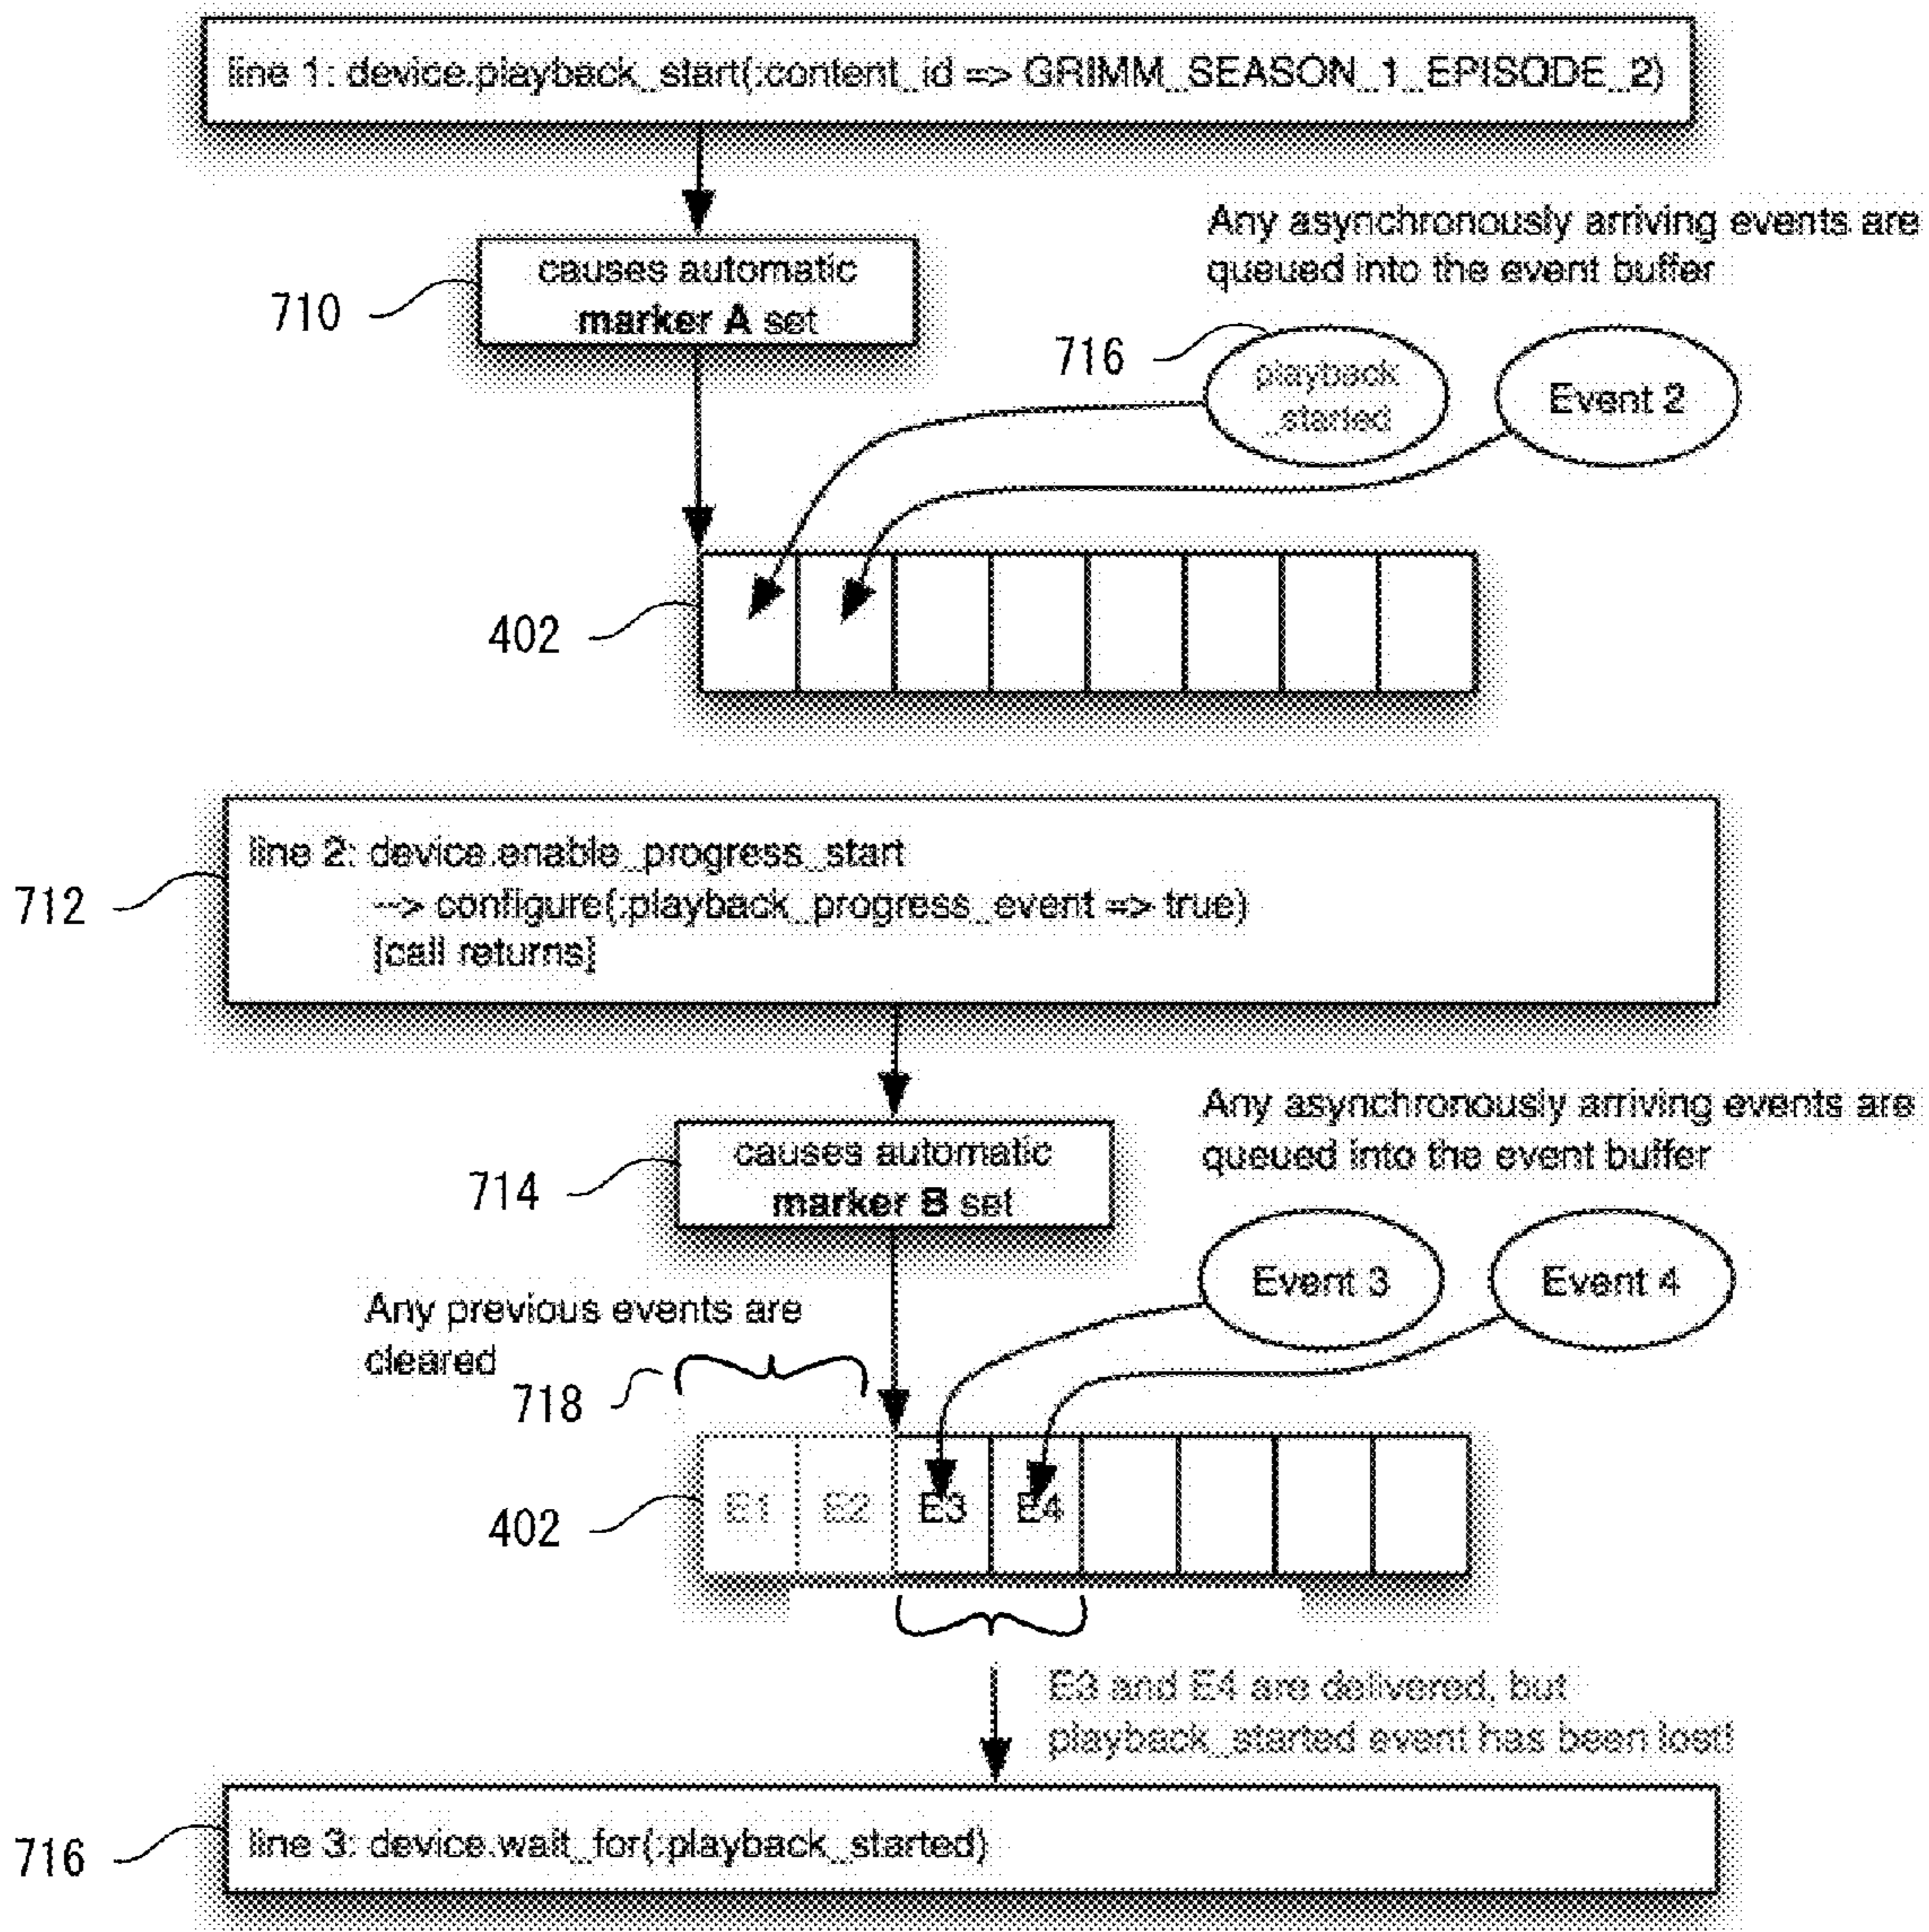 line 1: device.playback_start(:content_id => GRIMM_SEASON_1_EPISODE_2)
Any asynchronously arriving events are
queued into the event buffer
causes automatic
marker A set
710
716
playback
_started
Event 2
402
line 2: device.enable_progress_start
--> configure(:playback_progress_event => true)
[call returns]
712
Any asynchronously arriving events are
queued into the event buffer
causes automatic
marker B set
714
Event 3
Event 4
Any previous events are
cleared
718
E1
E2
E3
E4
402
E3 and E4 are delivered, but
playback_started event has been lost!
line 3: device.wait_for(:playback_started)
716